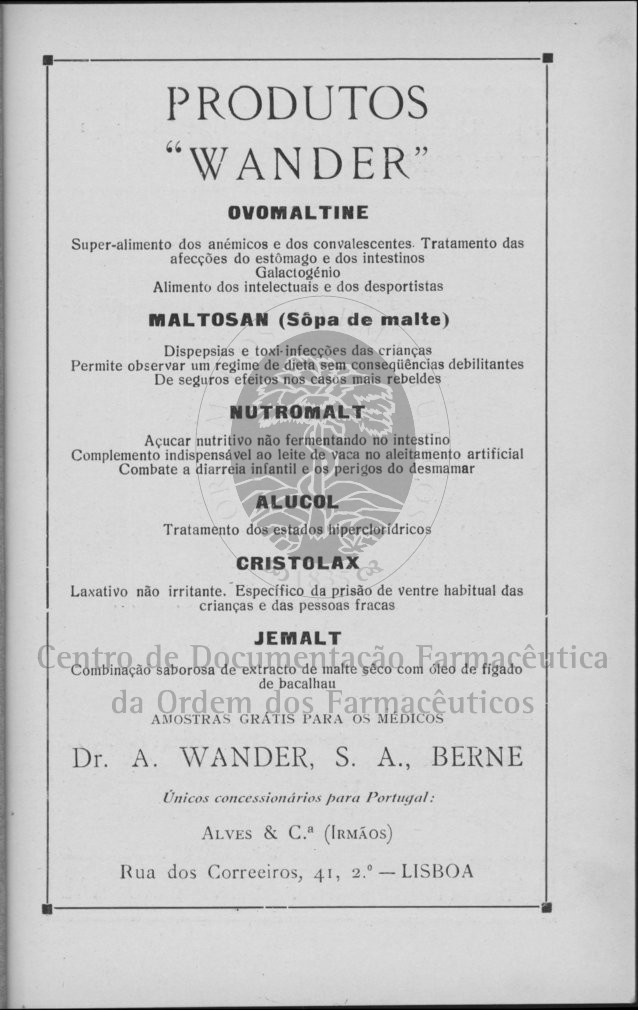 PRODUTOS
“WANDER”
OVOMALTINE
Super-alimento dos anémicos e dos convalescentes. Tratamento das
afecções do estômago e dos intestinos
Galactogénio
Alimento dos intelectuais e dos desportistas
MALTOSAN (Sôpa de malte)
Dispepsias e toxi-infecções das crianças
Permite observar um regime de dieta sem conseqüências debilitantes
De seguros efeitos nos casos mais rebeldes
NUTROMALT
Açucar nutritivo não fermentando no intestino
Complemento indispensável ao leite de vaca no aleitamento artificial
Combate a diarreia infantil e os perigos do desmamar
ALUCOL
Tratamento dos estados hiperclorídricos
CRISTOLAX
1835
Laxativo não irritante. Específico da prisão de ventre habitual das
crianças e das pessoas fracas
JEMALT
Centro de Documentação Farmacêutica
Combinação saborosa de extracto de malte sêco com óleo de fígado
de bacalhau
da Ordem dos Farmacêuticos
AMOSTRAS GRÁTIS PARA OS MÉDICOS
Dr. A. WANDER, S. A., BERNE
Únicos concessionários para Portugal:
ALVES & C.ª (IRMÃOS)
Rua dos Correeiros, 41, 2.º — LISBOA